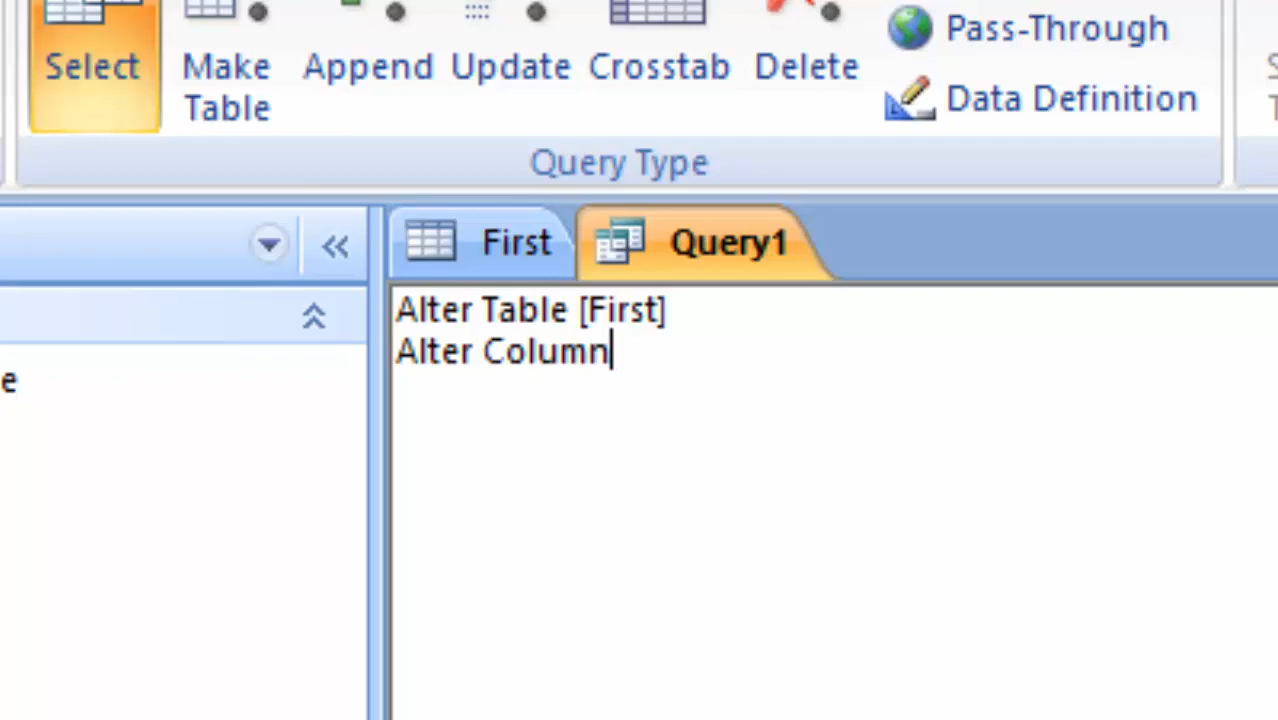 Select
Make
Table
Append
Update
Crosstab
Delete
Pass-Through
Data Definition
Query Type
First
Query1
Alter Table [First]
Alter Column
e